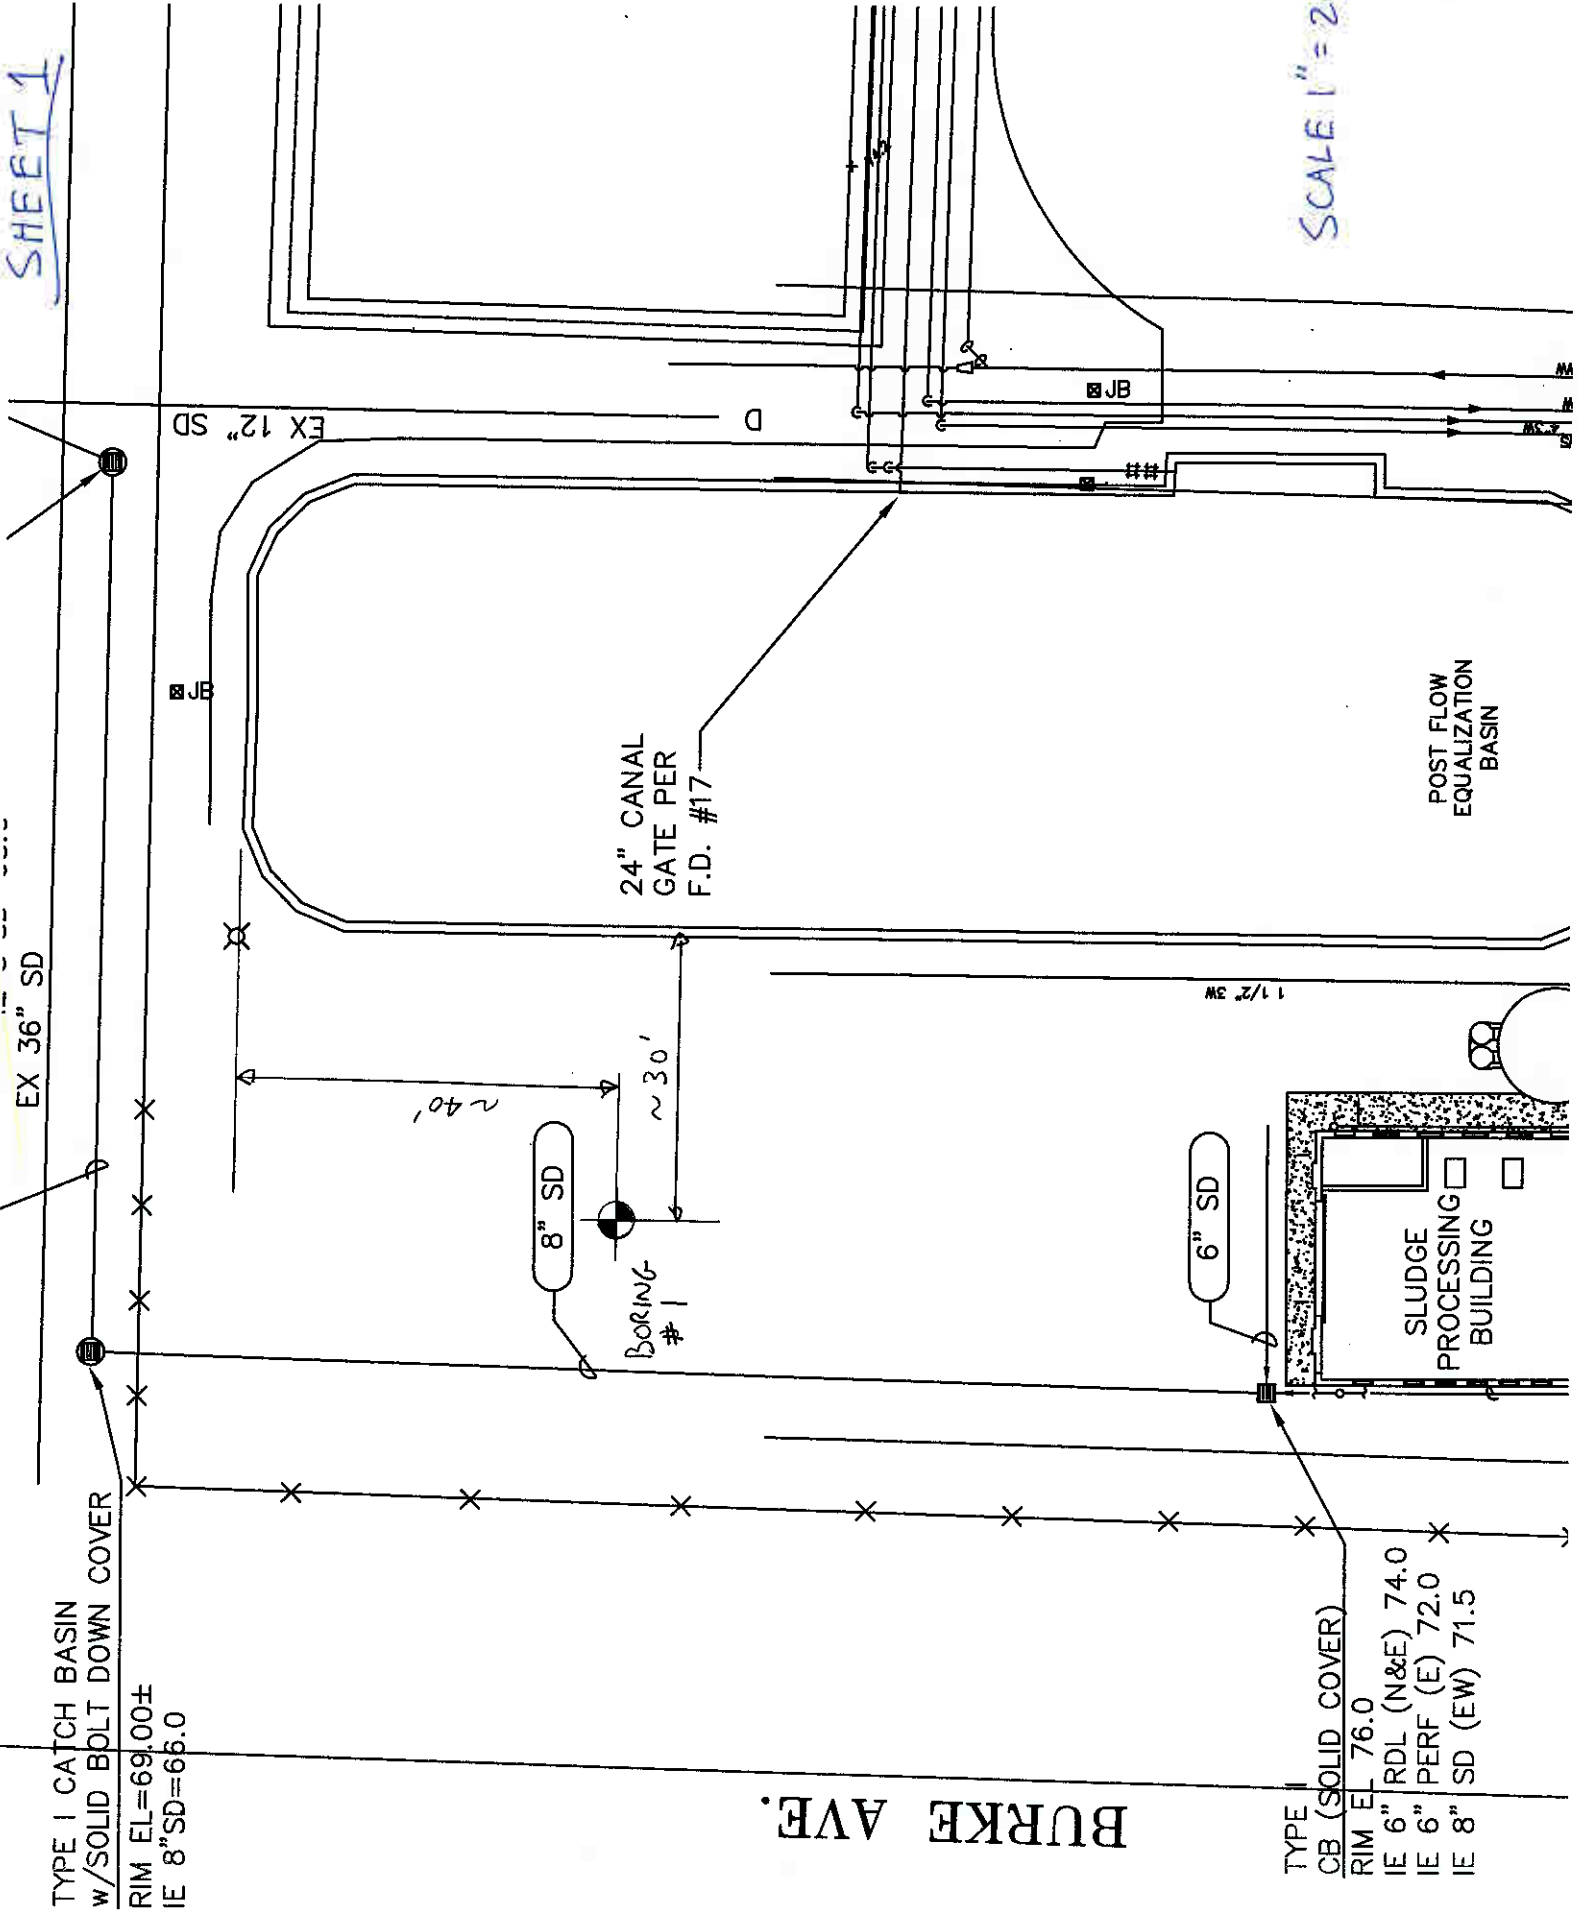 SHEET 1
SCALE 1" = 2
EX 36" SD
EX 12" SD
D
JB
JB
24" CANAL
GATE PER
F.D. #17
POST FLOW
EQUALIZATION
BASIN
1 1/2" 3W
~40'
~30'
8" SD
BORING
#1
6" SD
SLUDGE
PROCESSING
BUILDING
TYPE I CATCH BASIN
w/SOLID BOLT DOWN COVER
RIM EL=69.00±
IE 8"SD=66.0
BURKE AVE.
TYPE I
CB (SOLID COVER)
RIM EL 76.0
IE 6" RDL (N&E) 74.0
IE 6" PERF (E) 72.0
IE 8" SD (EW) 71.5